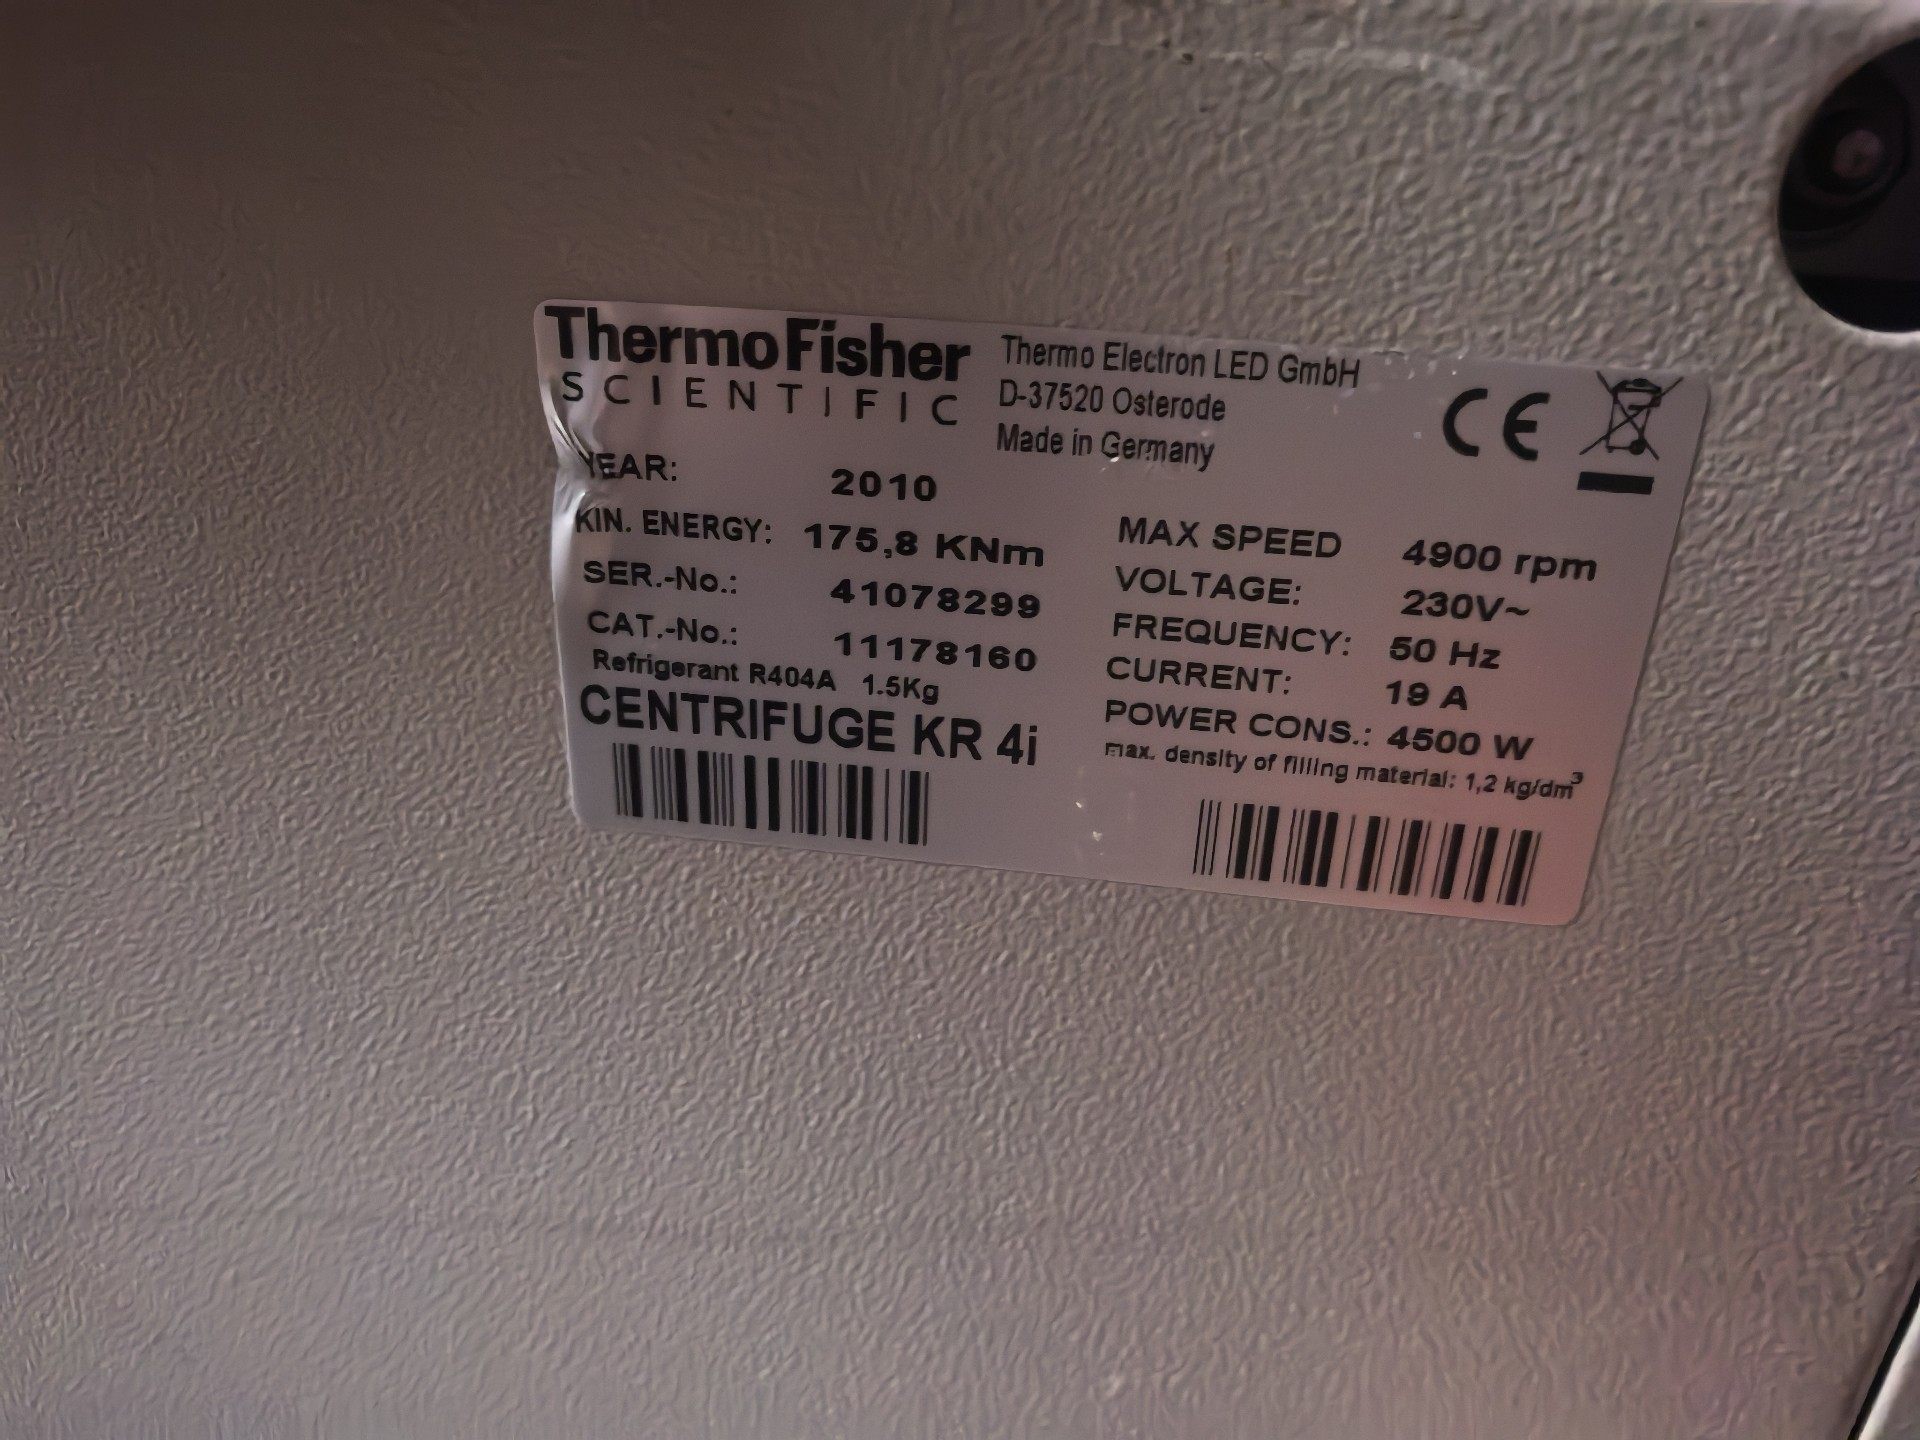 ThermoFisher
SCIENTIFIC
Thermo Electron LED GmbH
D-37520 Osterode
Made in Germany
CE
YEAR: 2010
KIN. ENERGY: 175,8 KNm
SER.-No.: 41078299
CAT.-No.: 11178160
Refrigerant R404A 1.5Kg
CENTRIFUGE KR 4i
MAX SPEED 4900 rpm
VOLTAGE: 230V~
FREQUENCY: 50 Hz
CURRENT: 19 A
POWER CONS.: 4500 W
max. density of filling material: 1,2 kg/dm³